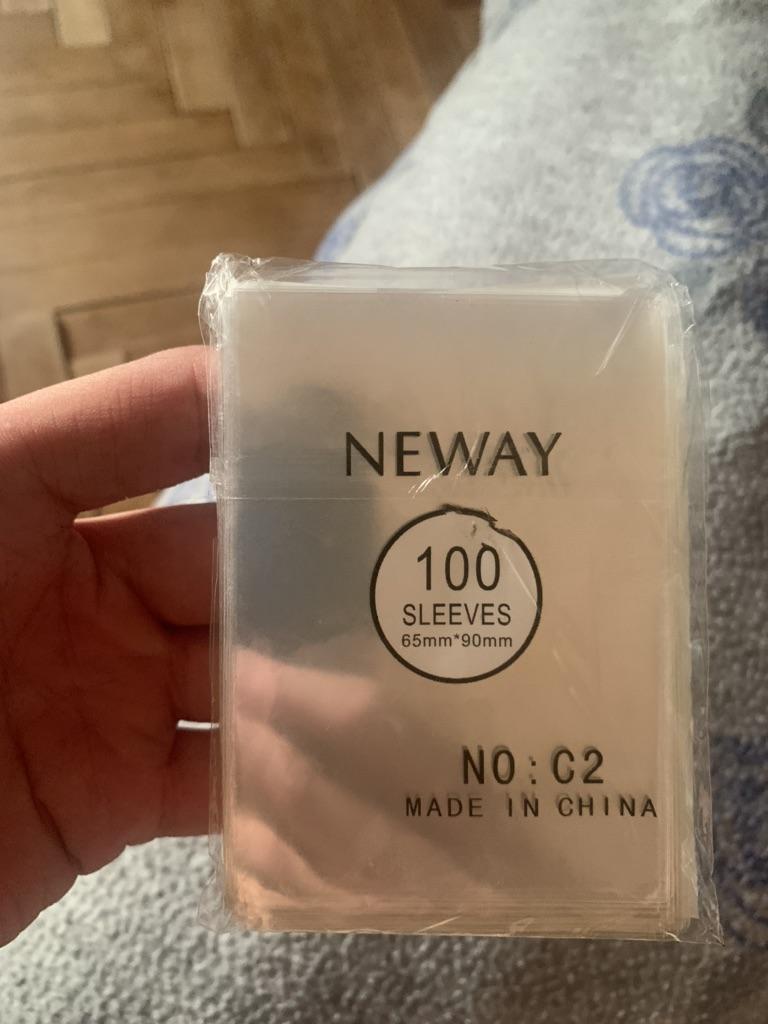 NEWAY
100
SLEEVES
65mm*90mm
NO:C2
MADE IN CHINA